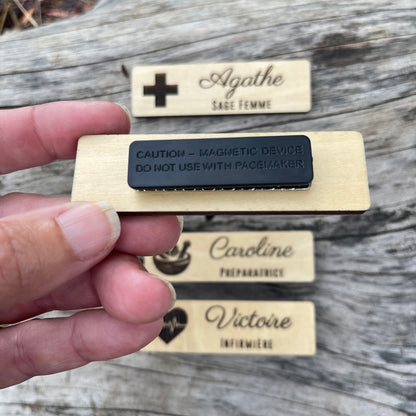 Agathe
SAGE FEMME
CAUTION – MAGNETIC DEVICE
DO NOT USE WITH PACEMAKER
Caroline
PRÉPARATRICE
Victoire
INFIRMIÈRE